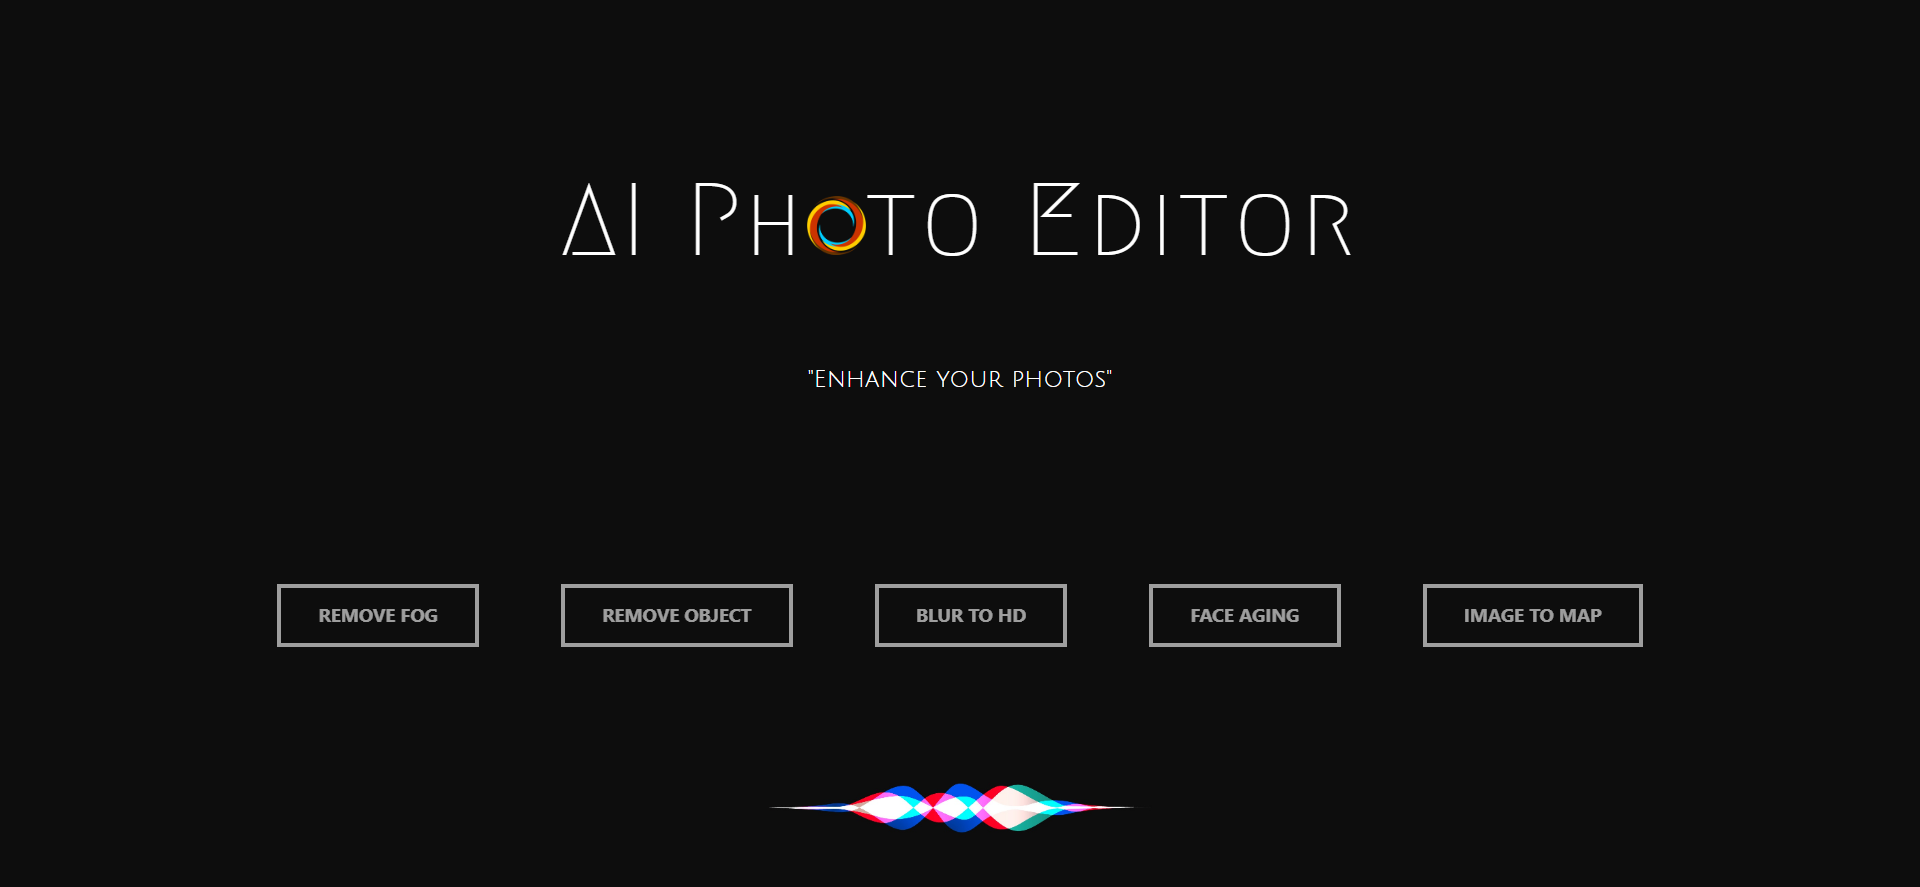 AI Photo Editor
"Enhance your photos"
REMOVE FOG
REMOVE OBJECT
BLUR TO HD
FACE AGING
IMAGE TO MAP